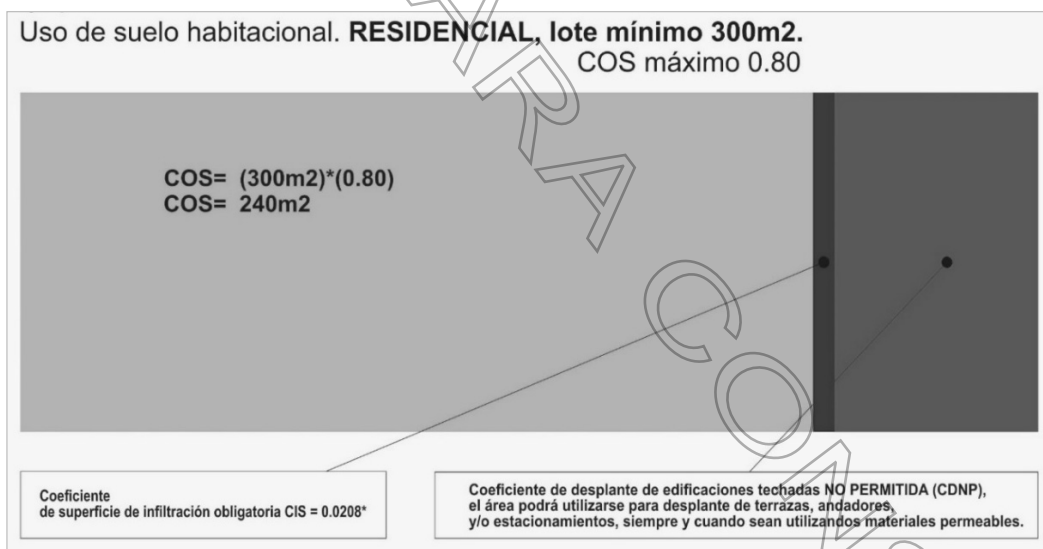 Uso de suelo habitacional. RESIDENCIAL, lote mínimo 300m2.
COS máximo 0.80
COS= (300m2)*(0.80)
COS= 240m2
Coeficiente
de superficie de infiltración obligatoria CIS = 0.0208*
Coeficiente de desplante de edificaciones techadas NO PERMITIDA (CDNP),
el área podrá utilizarse para desplante de terrazas, andadores,
y/o estacionamientos, siempre y cuando sean utilizandos materiales permeables.
ARA CONS